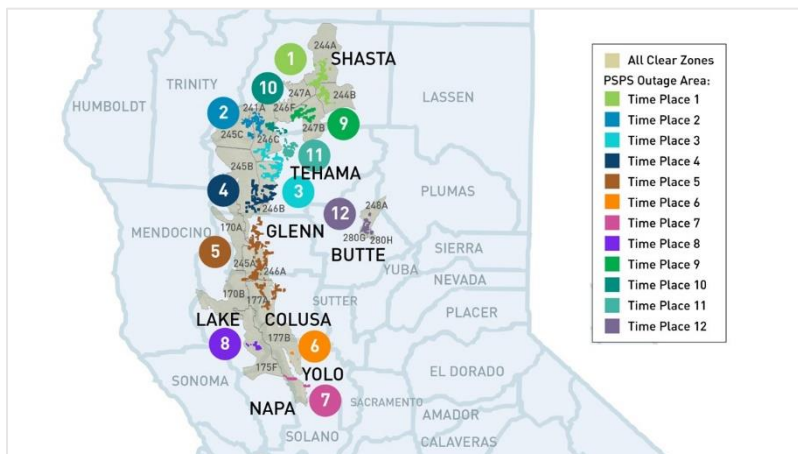 244A
SHASTA
1
TRINITY
10
247A
244B
LASSEN
HUMBOLDT
241A
246F
2
9
245C
246C
247B
11
TEHAMA
245B
4
246B
3
PLUMAS
12
248A
MENDOCINO
170A
GLENN
280G
280H
BUTTE
SIERRA
5
245A
246A
YUBA
NEVADA
170B
177A
SUTTER
PLACER
LAKE
COLUSA
8
177B
6
175F
YOLO
EL DORADO
SONOMA
7
NAPA
SACRAMENTO
AMADOR
SOLANO
CALAVERAS
All Clear Zones
PSPS Outage Area:
Time Place 1
Time Place 2
Time Place 3
Time Place 4
Time Place 5
Time Place 6
Time Place 7
Time Place 8
Time Place 9
Time Place 10
Time Place 11
Time Place 12